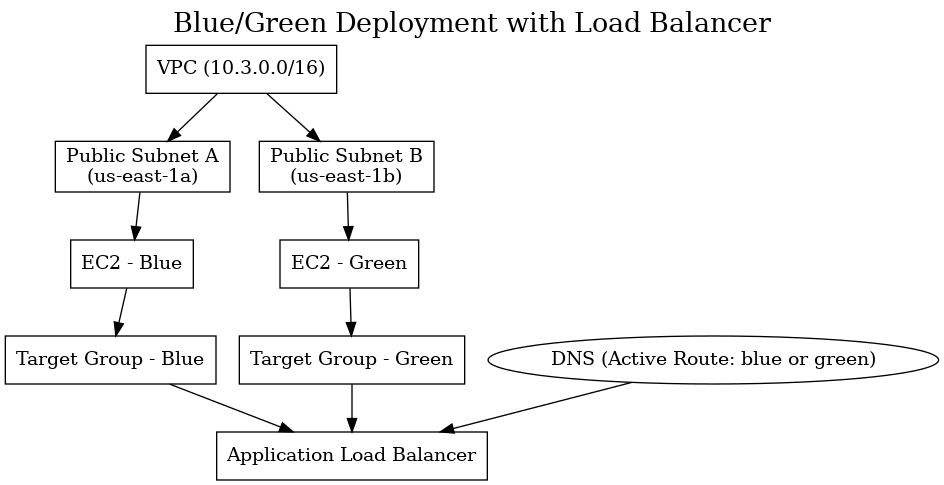 Blue/Green Deployment with Load Balancer
VPC (10.3.0.0/16)
Public Subnet A
(us-east-1a)
Public Subnet B
(us-east-1b)
EC2 - Blue
EC2 - Green
Target Group - Blue
Target Group - Green
DNS (Active Route: blue or green)
Application Load Balancer